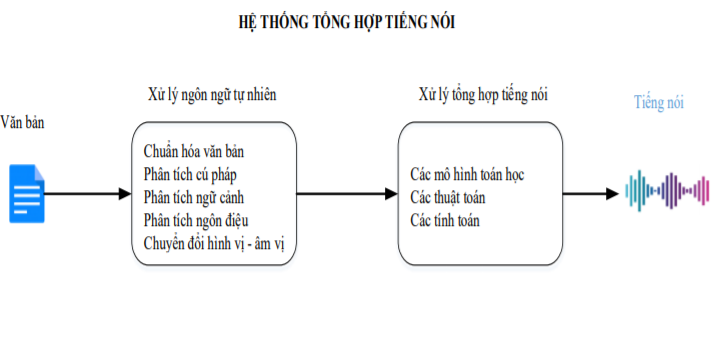 HỆ THỐNG TỔNG HỢP TIẾNG NÓI
Văn bản
Xử lý ngôn ngữ tự nhiên
Chuẩn hóa văn bản
Phân tích cú pháp
Phân tích ngữ cảnh
Phân tích ngôn điệu
Chuyển đổi hình vị - âm vị
Xử lý tổng hợp tiếng nói
Các mô hình toán học
Các thuật toán
Các tính toán
Tiếng nói